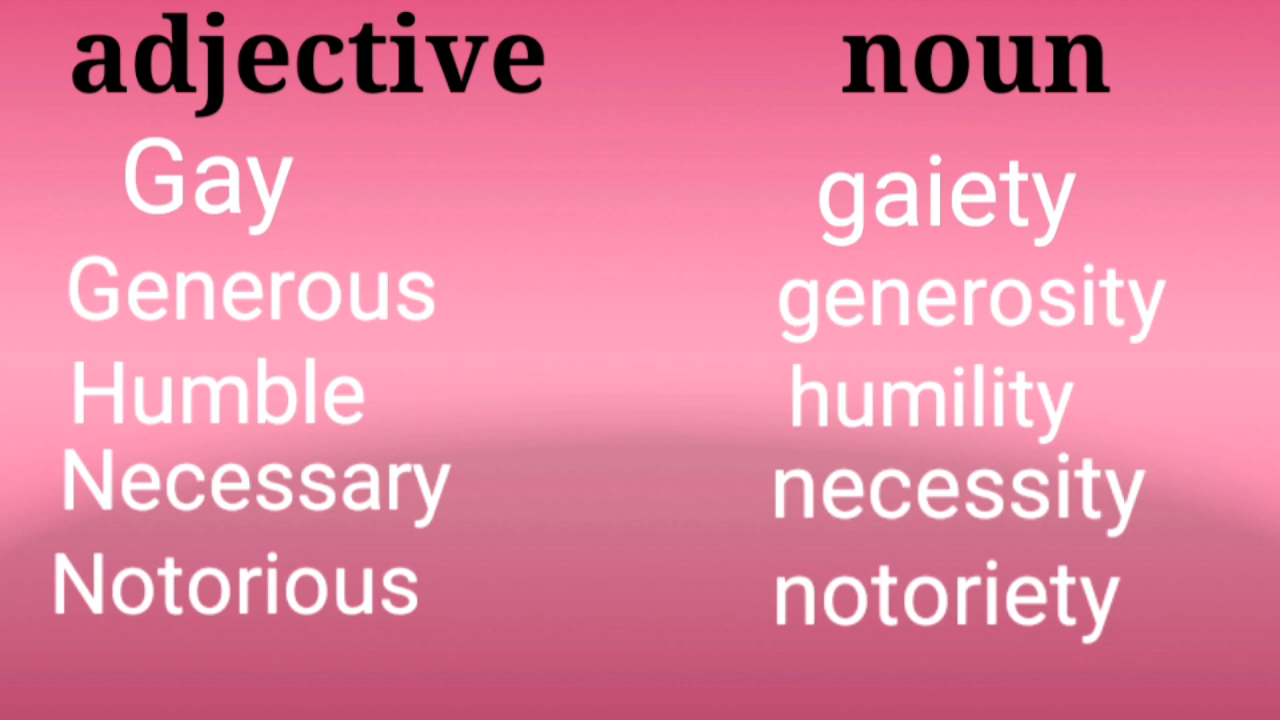 adjective noun
Gay gaiety
Generous generosity
Humble humility
Necessary necessity
Notorious notoriety